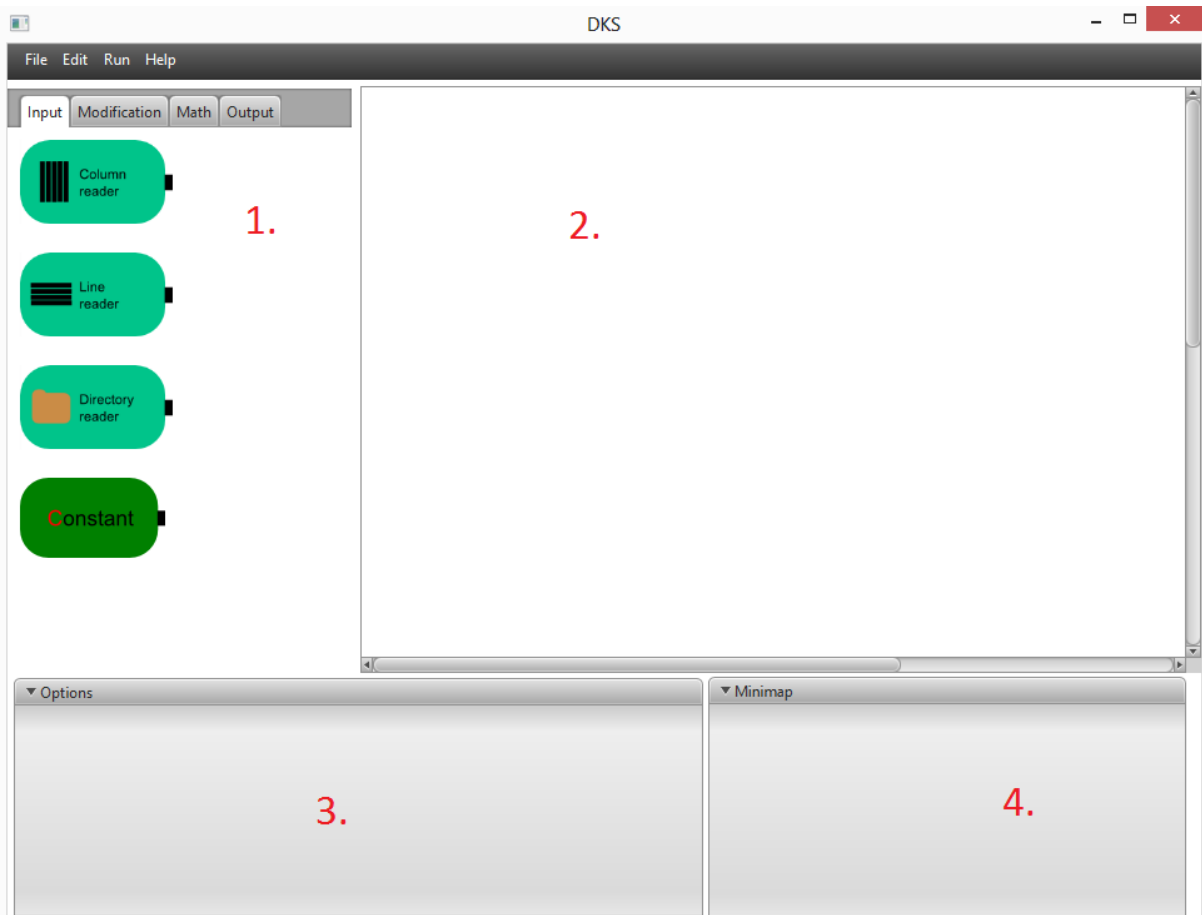 DKS
File Edit Run Help
Input Modification Math Output
Column
reader
1.
2.
Line
reader
Directory
reader
Constant
Options
Minimap
3.
4.